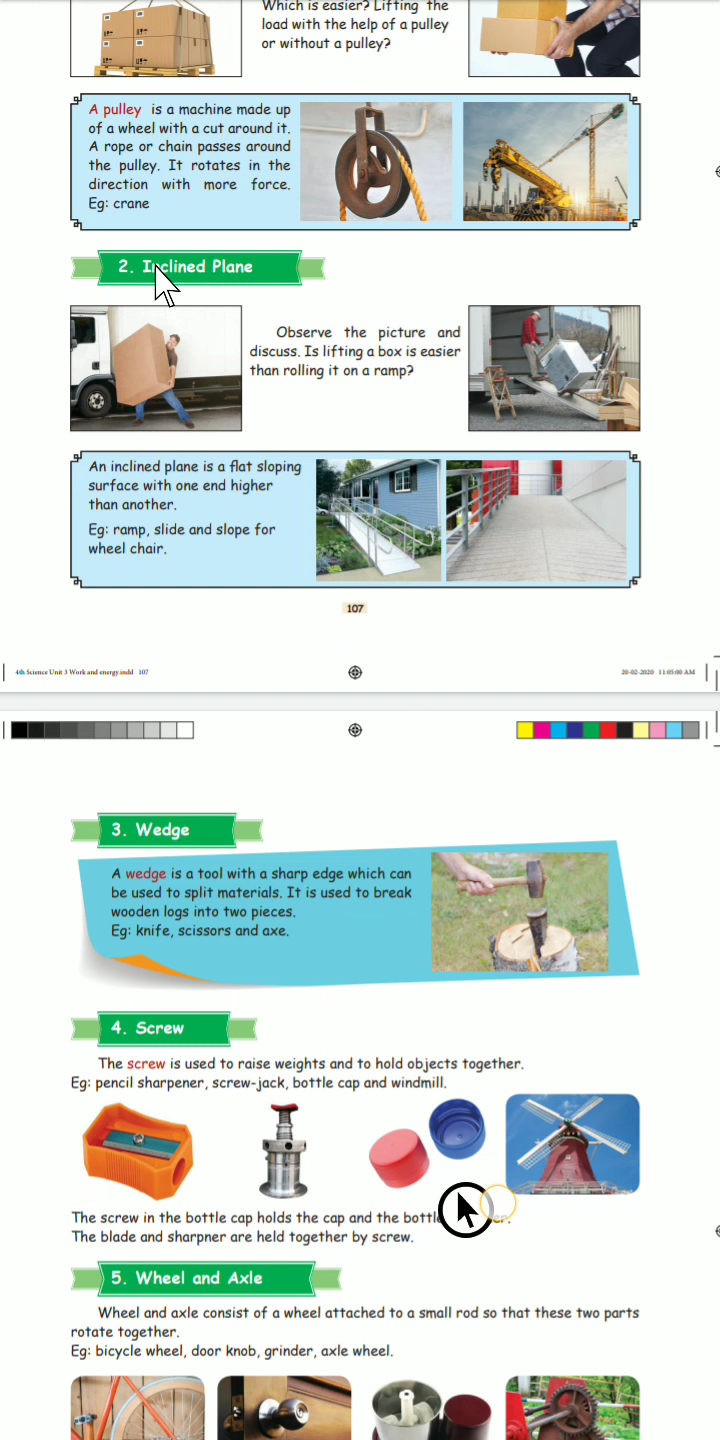 Which is easier? Lifting the
load with the help of a pulley
or without a pulley?
A pulley is a machine made up
of a wheel with a cut around it.
A rope or chain passes around
the pulley. It rotates in the
direction with more force.
Eg: crane
2. Inclined Plane
Observe the picture and
discuss. Is lifting a box is easier
than rolling it on a ramp?
An inclined plane is a flat sloping
surface with one end higher
than another.
Eg: ramp, slide and slope for
wheel chair.
107
4th Science Unit 3 Work and energy.indd 107
20-02-2020 11:05:00 AM
3. Wedge
A wedge is a tool with a sharp edge which can
be used to split materials. It is used to break
wooden logs into two pieces.
Eg: knife, scissors and axe.
4. Screw
The screw is used to raise weights and to hold objects together.
Eg: pencil sharpener, screw-jack, bottle cap and windmill.
The screw in the bottle cap holds the cap and the
The blade and sharpner are held together by screw.
5. Wheel and Axle
Wheel and axle consist of a wheel attached to a small rod so that these two parts
rotate together.
Eg: bicycle wheel, door knob, grinder, axle wheel.